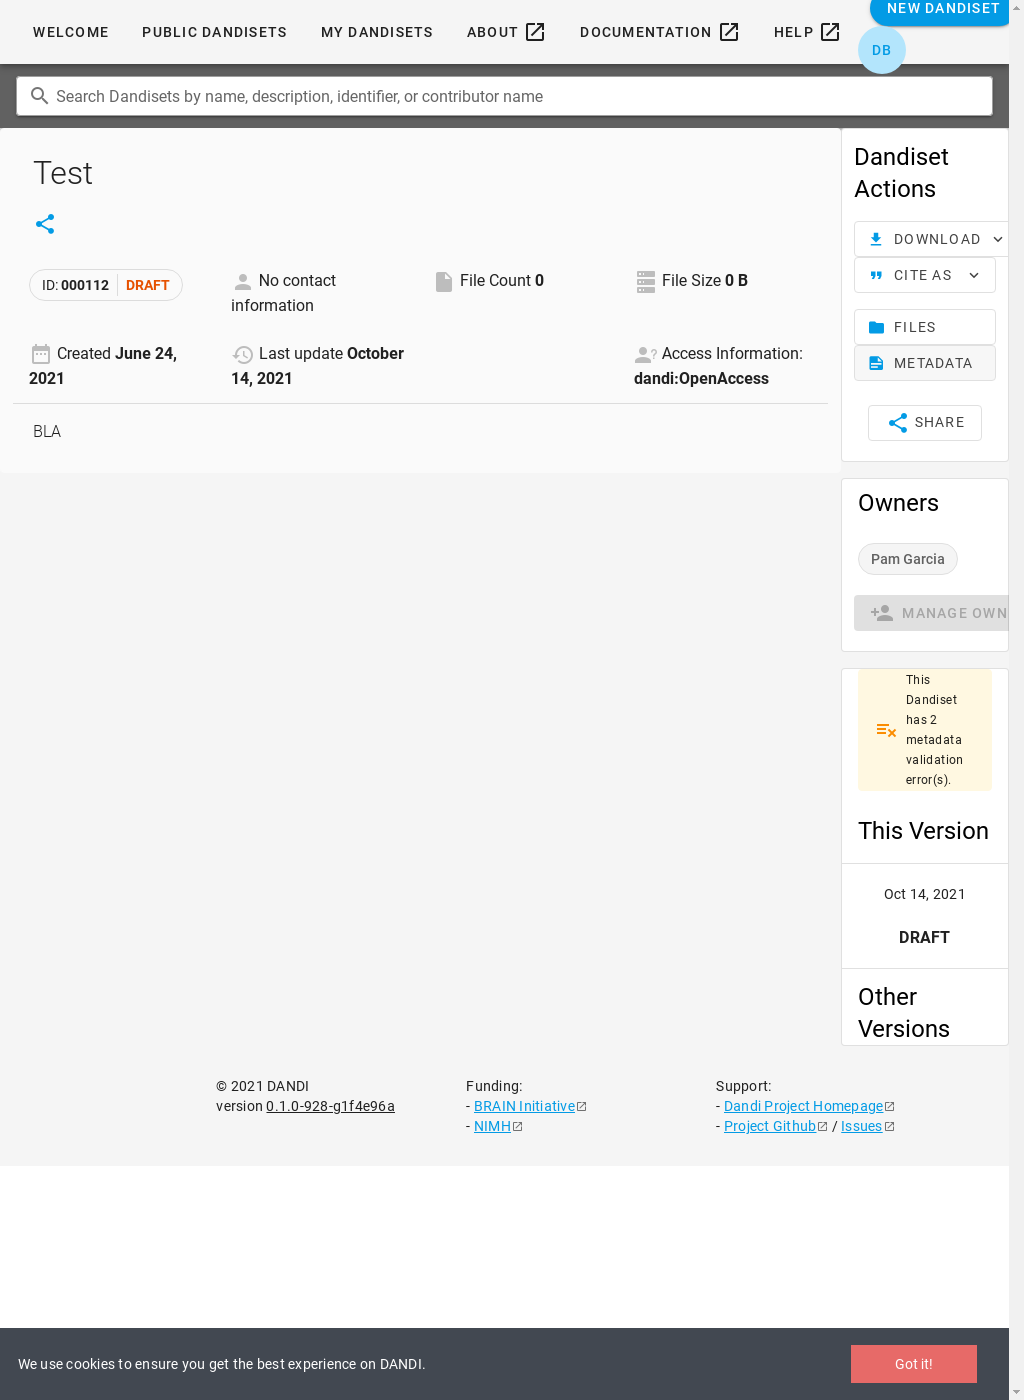 WELCOME
PUBLIC DANDISETS
MY DANDISETS
ABOUT
DOCUMENTATION
HELP
NEW DANDISET
DB
Search Dandisets by name, description, identifier, or contributor name
Test
ID: 000112 DRAFT
No contact
information
File Count 0
File Size 0 B
Created June 24,
2021
Last update October
14, 2021
Access Information:
dandi:OpenAccess
BLA
Dandiset
Actions
DOWNLOAD
CITE AS
FILES
METADATA
SHARE
Owners
Pam Garcia
MANAGE OWN
This
Dandiset
has 2
metadata
validation
error(s).
This Version
Oct 14, 2021
DRAFT
Other
Versions
© 2021 DANDI
version 0.1.0-928-g1f4e96a
Funding:
- BRAIN Initiative
- NIMH
Support:
- Dandi Project Homepage
- Project Github / Issues
We use cookies to ensure you get the best experience on DANDI.
Got it!